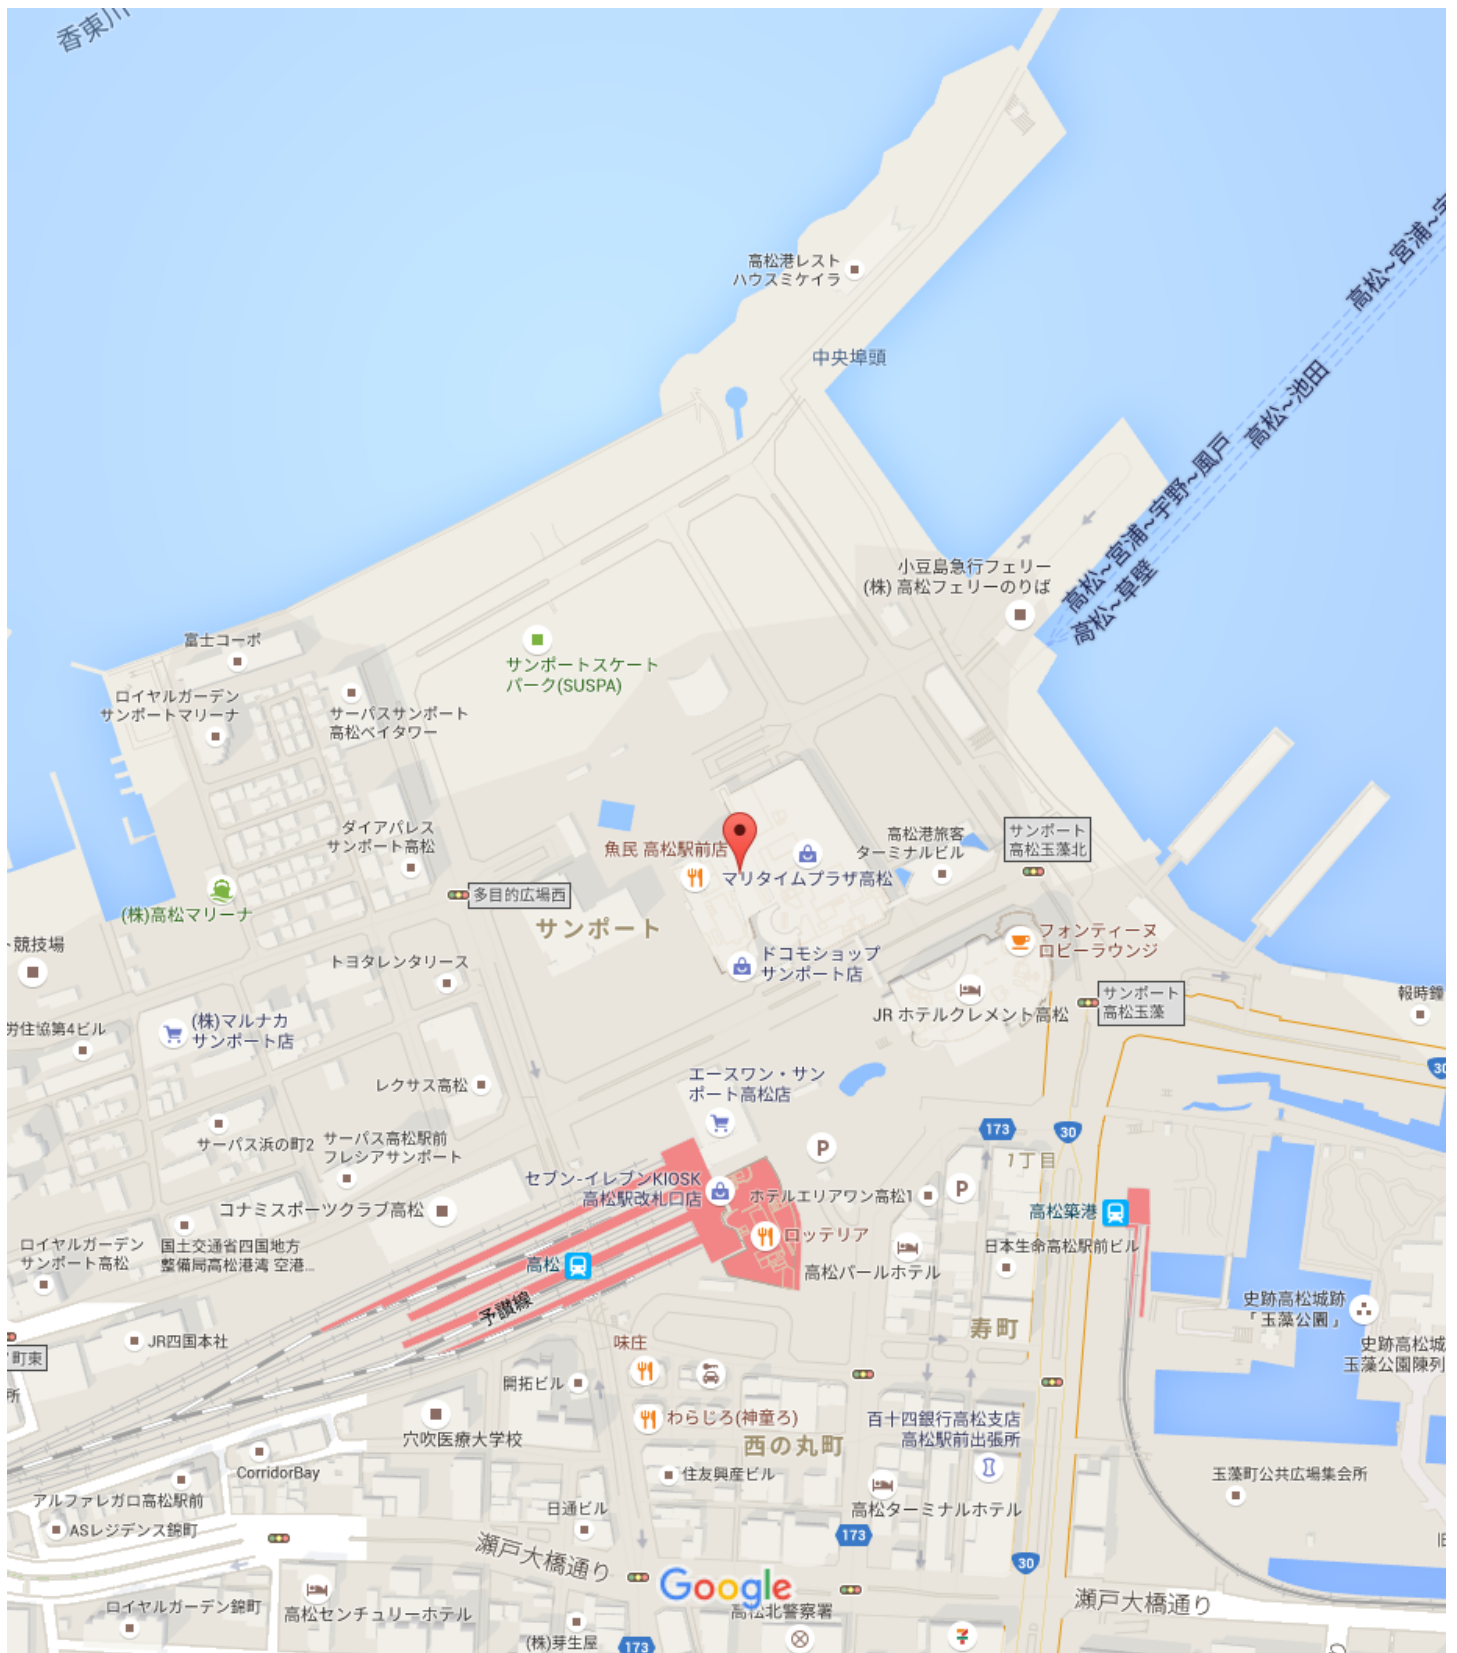 香東川
高松港レスト
ハウスミケイラ
高松~宮浦~宇
中央埠頭
高松~池田
高松~宮浦~宇野~風戸
高松~草壁
小豆島急行フェリー
(株) 高松フェリーのりば
富士コーポ
サンポートスケート
パーク(SUSPA)
ロイヤルガーデン
サンポートマリーナ
サーパスサンポート
高松ベイタワー
ダイアパレス
サンポート高松
魚民 高松駅前店
高松港旅客
ターミナルビル
サンポート
高松玉藻北
マリタイムプラザ高松
多目的広場西
(株)高松マリーナ
サンポート
フォンティーヌ
ロビーラウンジ
ト競技場
トヨタレンタリース
ドコモショップ
サンポート店
サンポート
高松玉藻
報時鐘
JR ホテルクレメント高松
(株)マルナカ
サンポート店
労住協第4ビル
30
エースワン・サン
ポート高松店
レクサス高松
173
30
サーパス浜の町2
サーパス高松駅前
フレシアサンポート
P
1丁目
セブン-イレブンKIOSK
高松駅改札口店
ホテルエリアワン高松1
P
コナミスポーツクラブ高松
高松築港
ロッテリア
ロイヤルガーデン
サンポート高松
国土交通省四国地方
整備局高松港湾 空港...
日本生命高松駅前ビル
高松
高松パールホテル
予讃線
史跡高松城跡
「玉藻公園」
JR四国本社
寿町
町東
味庄
史跡高松城
玉藻公園陳列
所
開拓ビル
わらじろ(神童ろ)
百十四銀行高松支店
高松駅前出張所
穴吹医療大学校
西の丸町
CorridorBay
住友興産ビル
玉藻町公共広場集会所
アルファレガロ高松駅前
日通ビル
高松ターミナルホテル
ASレジデンス錦町
173
瀬戸大橋通り
30
Google
瀬戸大橋通り
ロイヤルガーデン錦町
高松センチュリーホテル
高松北警察署
(株)芽生屋
173
7